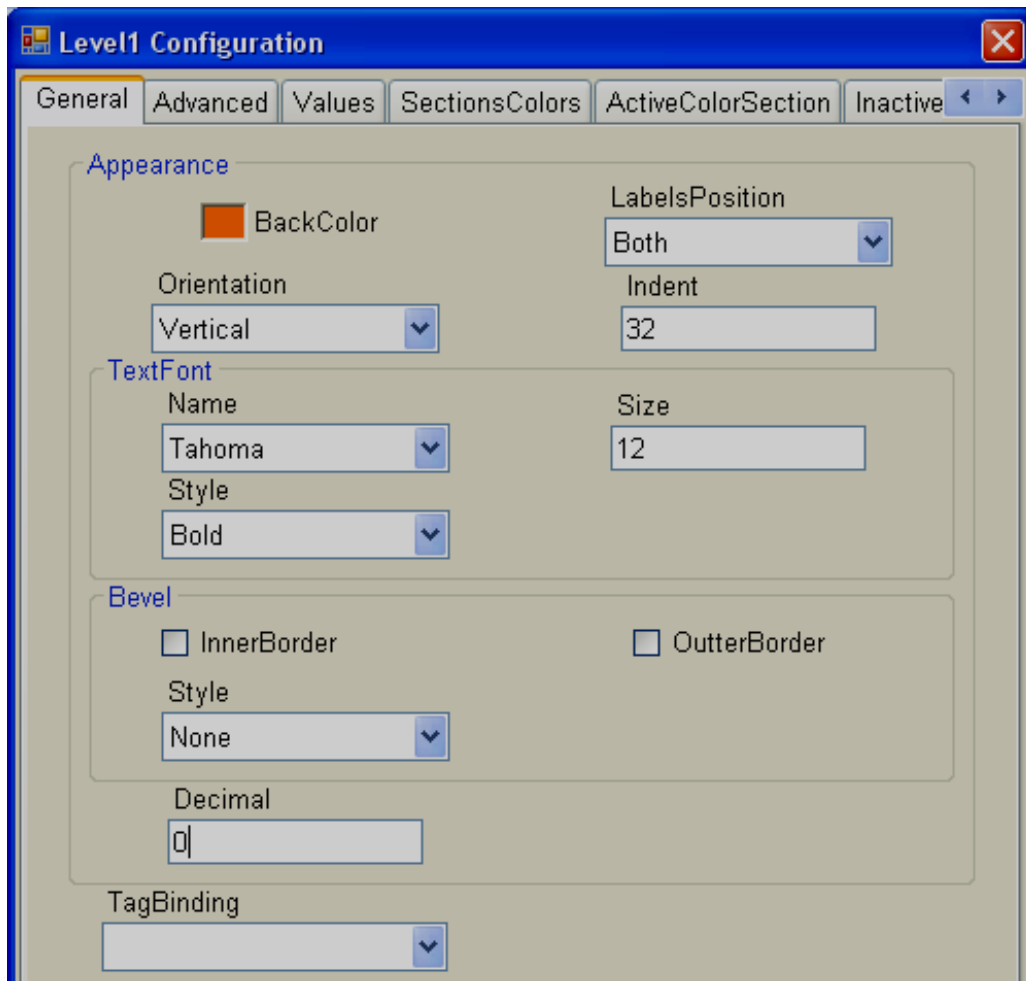 Level1 Configuration
General Advanced Values SectionsColors ActiveColorSection Inactive
Appearance
BackColor
LabelsPosition
Both
Orientation
Indent
Vertical
32
TextFont
Name
Size
Tahoma
12
Style
Bold
Bevel
InnerBorder
OutterBorder
Style
None
Decimal
0
TagBinding